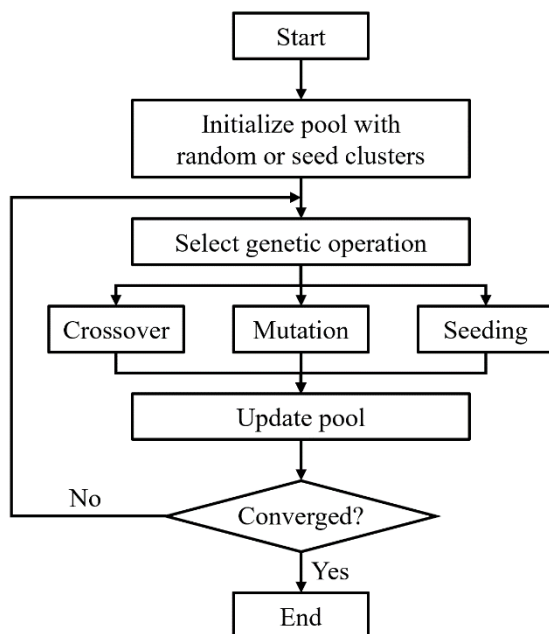 Start
Initialize pool with
random or seed clusters
Select genetic operation
Crossover
Mutation
Seeding
Update pool
No
Converged?
Yes
End